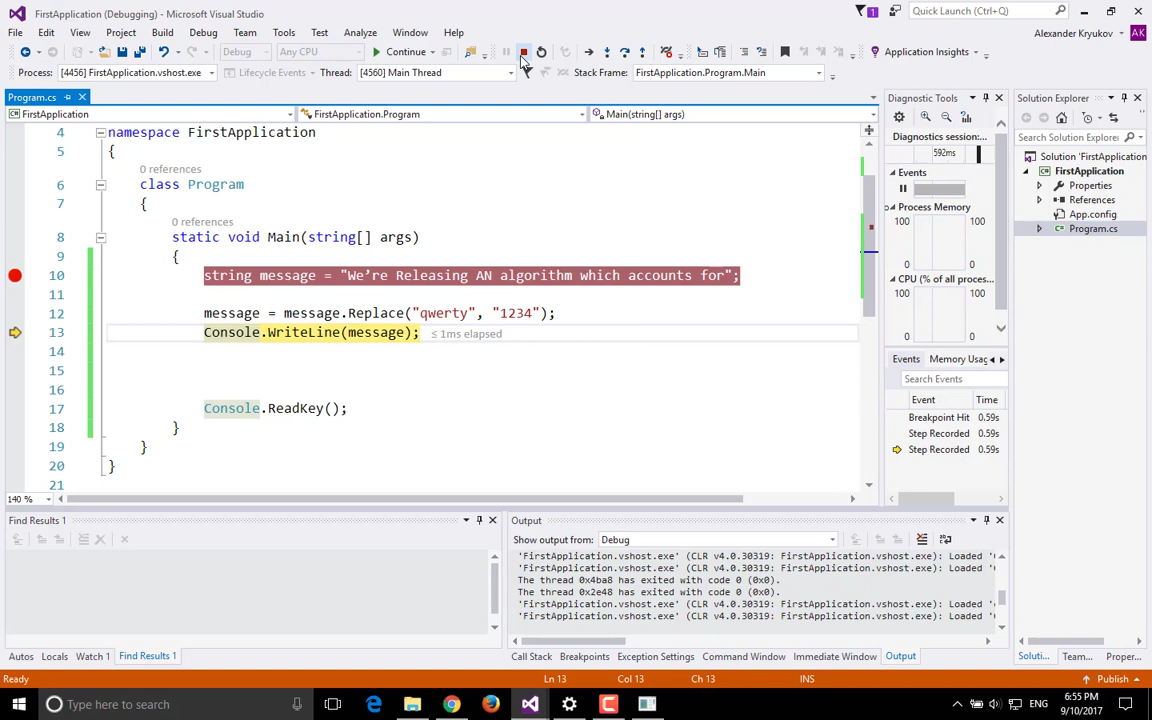 FirstApplication (Debugging) - Microsoft Visual Studio
1
Quick Launch (Ctrl+Q)
File Edit View Project Build Debug Team Tools Test Analyze Window Help
Alexander Kryukov AK
Debug Any CPU Continue Application Insights
Process: [4456] FirstApplication.vshost.exe Lifecycle Events Thread: [4560] Main Thread Stack Frame: FirstApplication.Program.Main
Program.cs
FirstApplication FirstApplication.Program Main(string[] args)
4 namespace FirstApplication
5 {
0 references
6 class Program
7 {
0 references
8 static void Main(string[] args)
9 {
10 string message = "We’re Releasing AN algorithm which accounts for";
11
12 message = message.Replace("qwerty", "1234");
13 Console.WriteLine(message); ≤ 1ms elapsed
14
15
16
17 Console.ReadKey();
18 }
19 }
20 }
21
140 %
Diagnostic Tools
Diagnostics session:...
592ms
Events
Process Memory
100 100
0 0
CPU (% of all proces...
100 100
0 0
Events Memory Usag
Search Events
Event Time
Breakpoint Hit 0.59s
Step Recorded 0.59s
Step Recorded 0.59s
Solution Explorer
Search Solution Explorer
Solution 'FirstApplication
FirstApplication
Properties
References
App.config
Program.cs
Find Results 1
Output
Show output from: Debug
'FirstApplication.vshost.exe' (CLR v4.0.30319: FirstApplication.vshost.exe): Loaded '
'FirstApplication.vshost.exe' (CLR v4.0.30319: FirstApplication.vshost.exe): Loaded '
The thread 0x4ba8 has exited with code 0 (0x0).
The thread 0x2e48 has exited with code 0 (0x0).
'FirstApplication.vshost.exe' (CLR v4.0.30319: FirstApplication.vshost.exe): Loaded '
'FirstApplication.vshost.exe' (CLR v4.0.30319: FirstApplication.vshost.exe): Loaded '
Autos Locals Watch 1 Find Results 1
Call Stack Breakpoints Exception Settings Command Window Immediate Window Output
Soluti... Team... Proper...
Ready Ln 13 Col 13 Ch 13 INS Publish
Type here to search
ENG
6:55 PM
9/10/2017